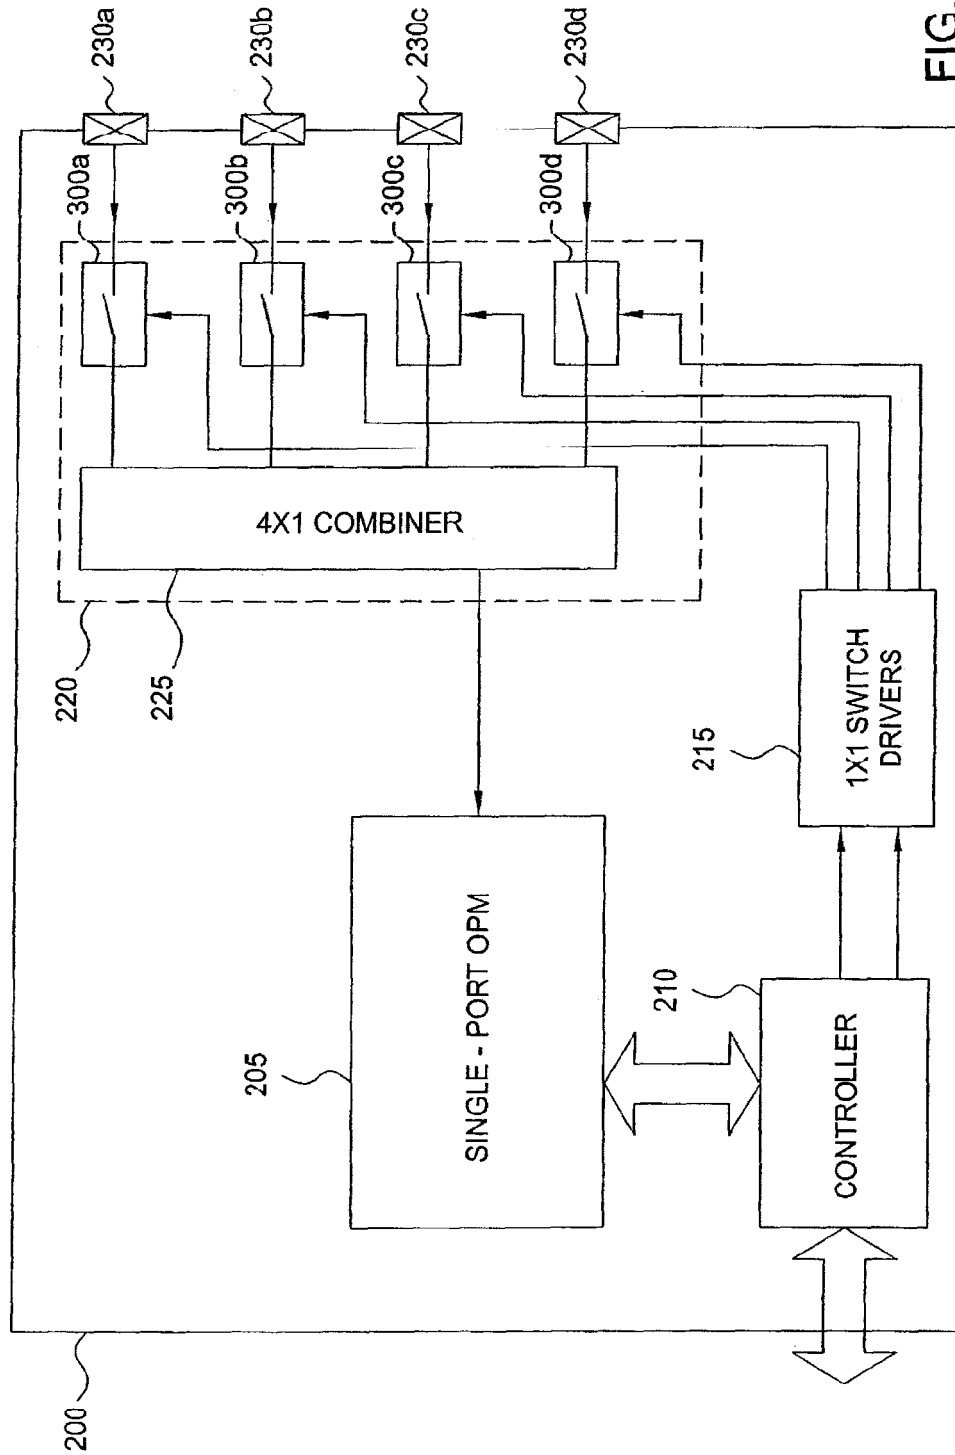 FIG.
230a
230b
230c
230d
300a
300b
300c
300d
4X1 COMBINER
220
225
1X1 SWITCH
DRIVERS
215
SINGLE - PORT OPM
205
210
CONTROLLER
200